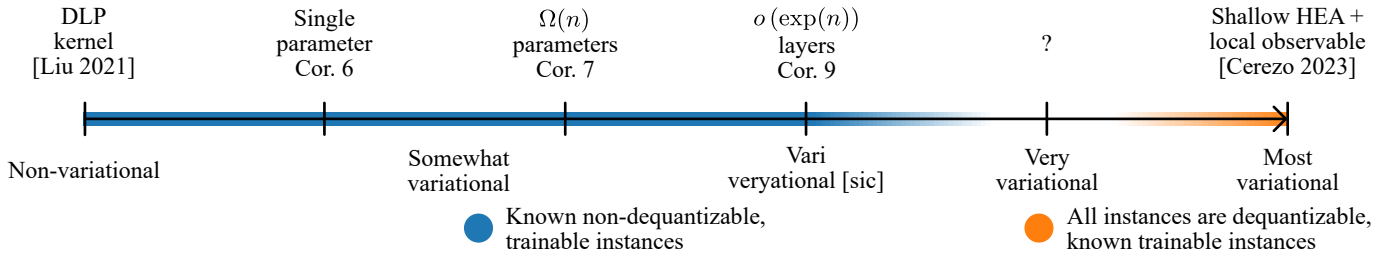 DLP
kernel
[Liu 2021]
Single
parameter
Cor. 6
Ω(n)
parameters
Cor. 7
o (exp(n))
layers
Cor. 9
?
Shallow HEA +
local observable
[Cerezo 2023]
Non-variational
Somewhat
variational
Vari
veryational [sic]
Very
variational
Most
variational
Known non-dequantizable,
trainable instances
All instances are dequantizable,
known trainable instances